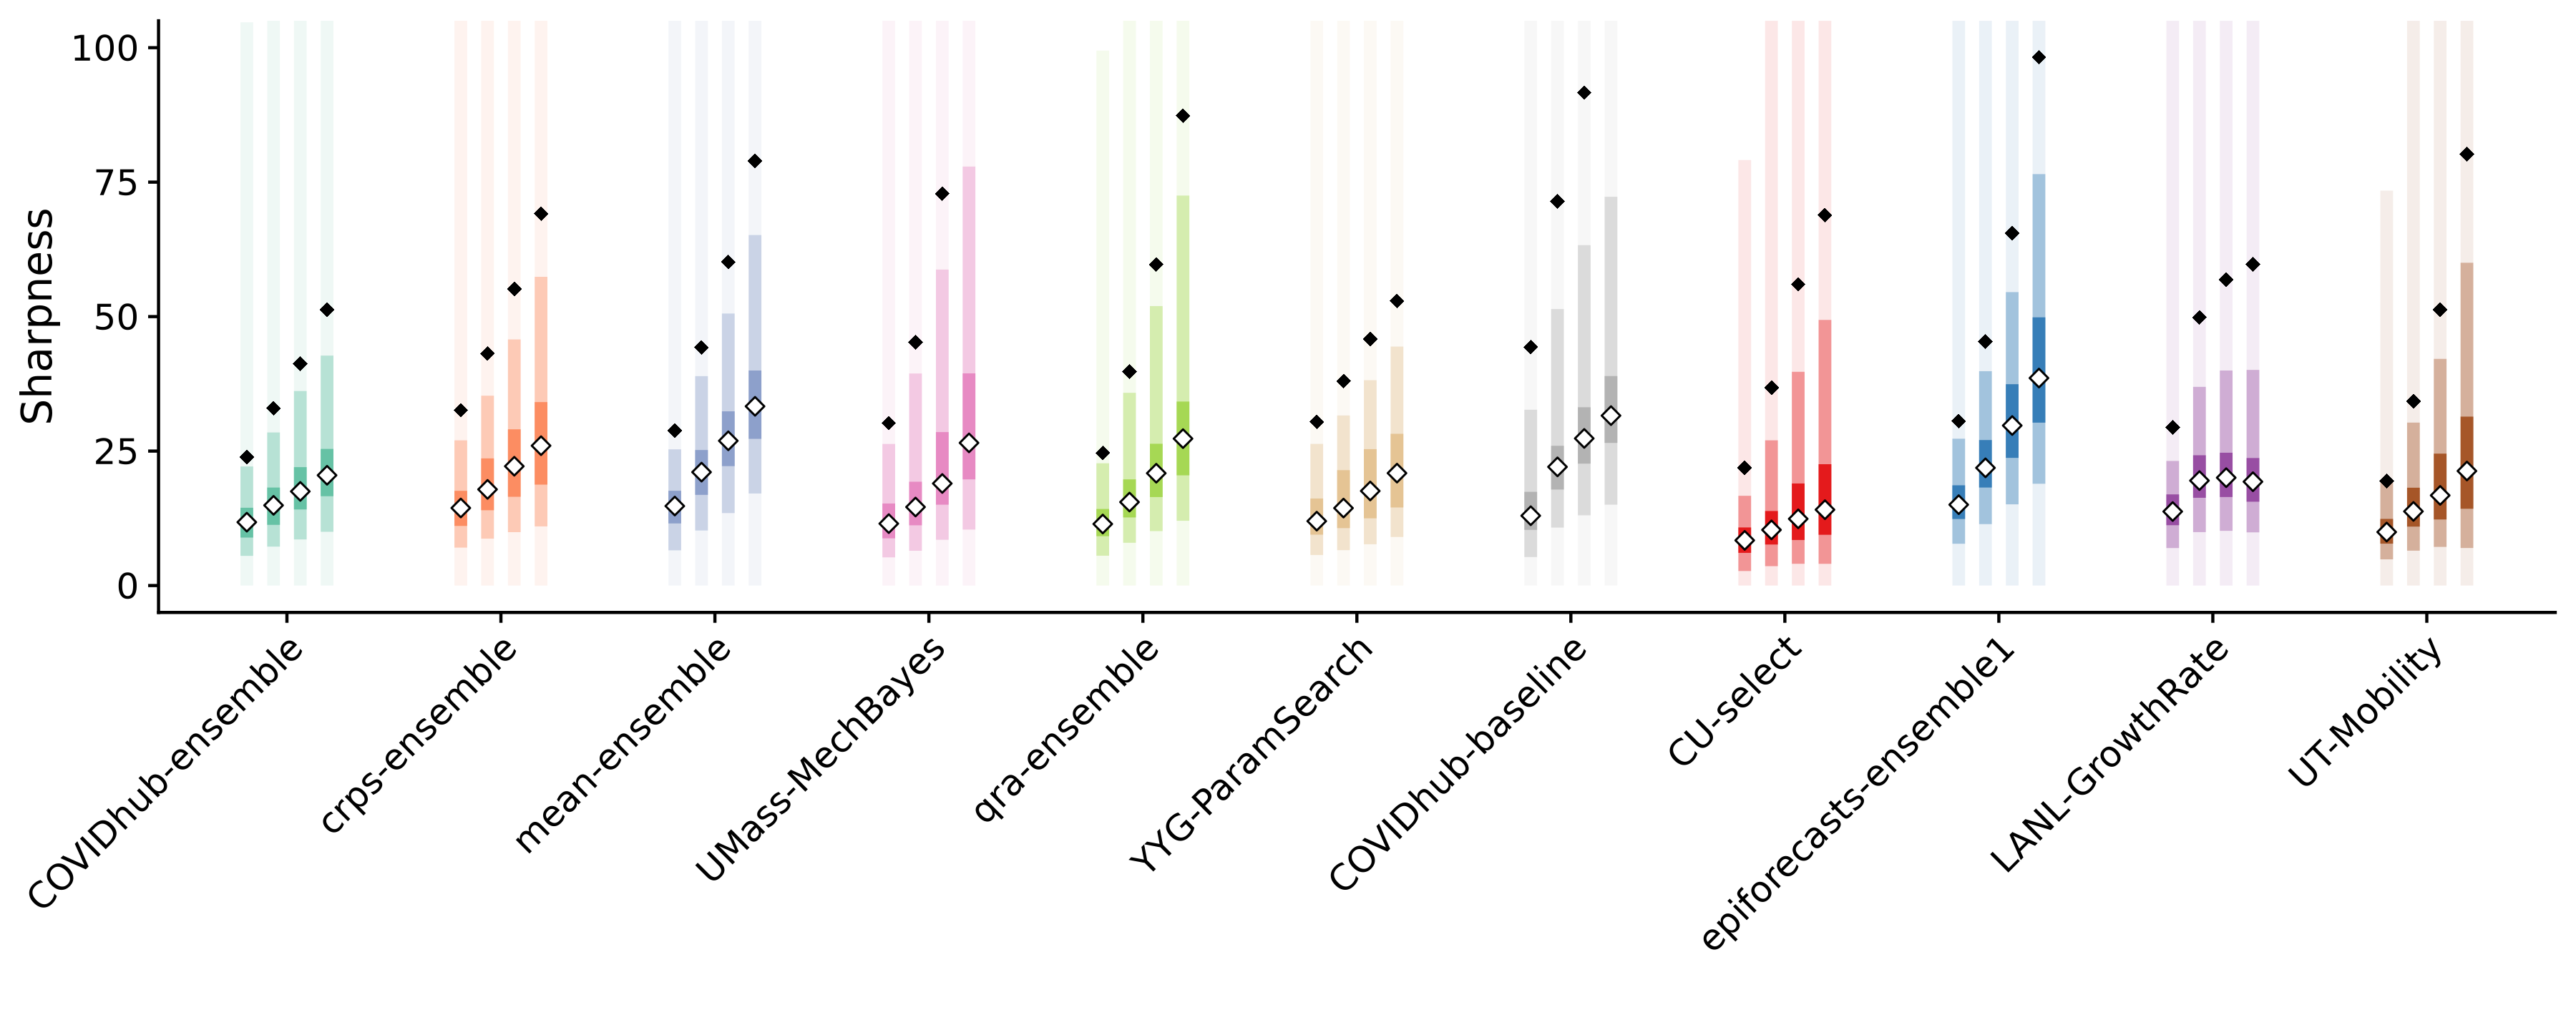 Sharpness
100
75
50
25
0
COVIDhub-ensemble
crps-ensemble
mean-ensemble
UMass-MechBayes
qra-ensemble
YYG-ParamSearch
COVIDhub-baseline
CU-select
epiforecasts-ensemble1
LANL-GrowthRate
UT-Mobility